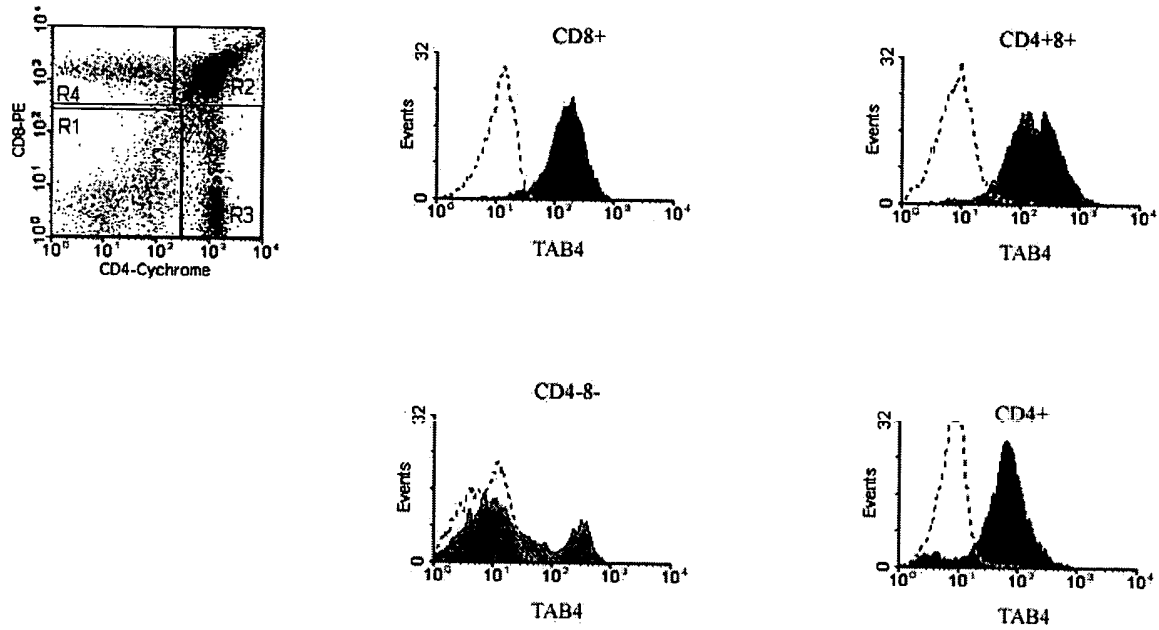 10⁴
10³
10²
10¹
10⁰
CD8-PE
R4
R2
R1
R3
10⁰ 10¹ 10² 10³ 10⁴
CD4-Cychrome
CD8+
32
Events
0
10⁰ 10¹ 10² 10³ 10⁴
TAB4
CD4+8+
32
Events
0
10⁰ 10¹ 10² 10³ 10⁴
TAB4
CD4-8-
32
Events
0
10⁰ 10¹ 10² 10³ 10⁴
TAB4
CD4+
32
Events
0
10⁰ 10¹ 10² 10³ 10⁴
TAB4